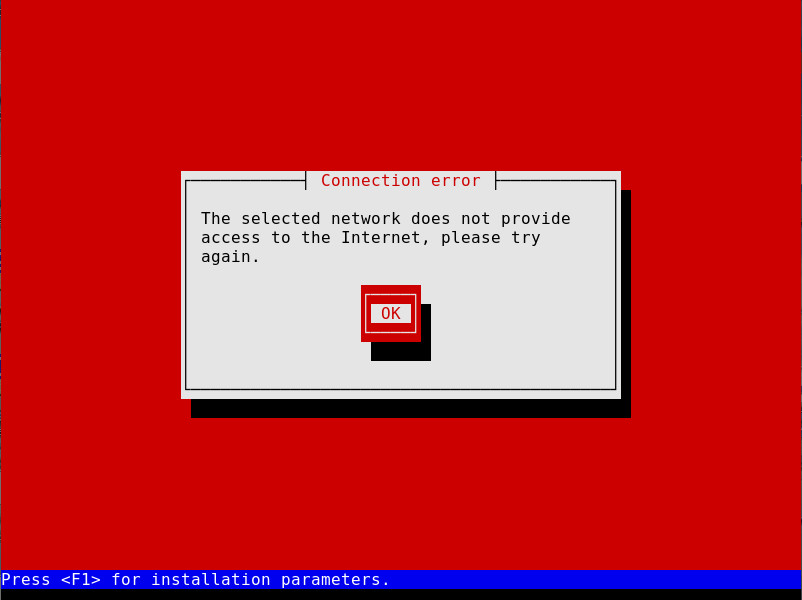 Connection error
The selected network does not provide
access to the Internet, please try
again.
OK
Press <F1> for installation parameters.